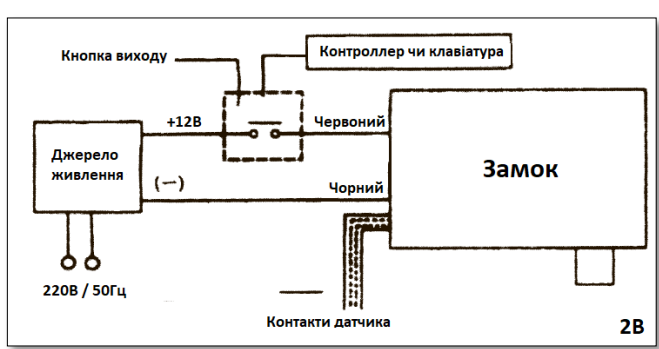 Кнопка виходу
Контроллер чи клавіатура
+12В
Червоний
Джерело
живлення
(—)
Чорний
Замок
220В / 50Гц
Контакти датчика
2В